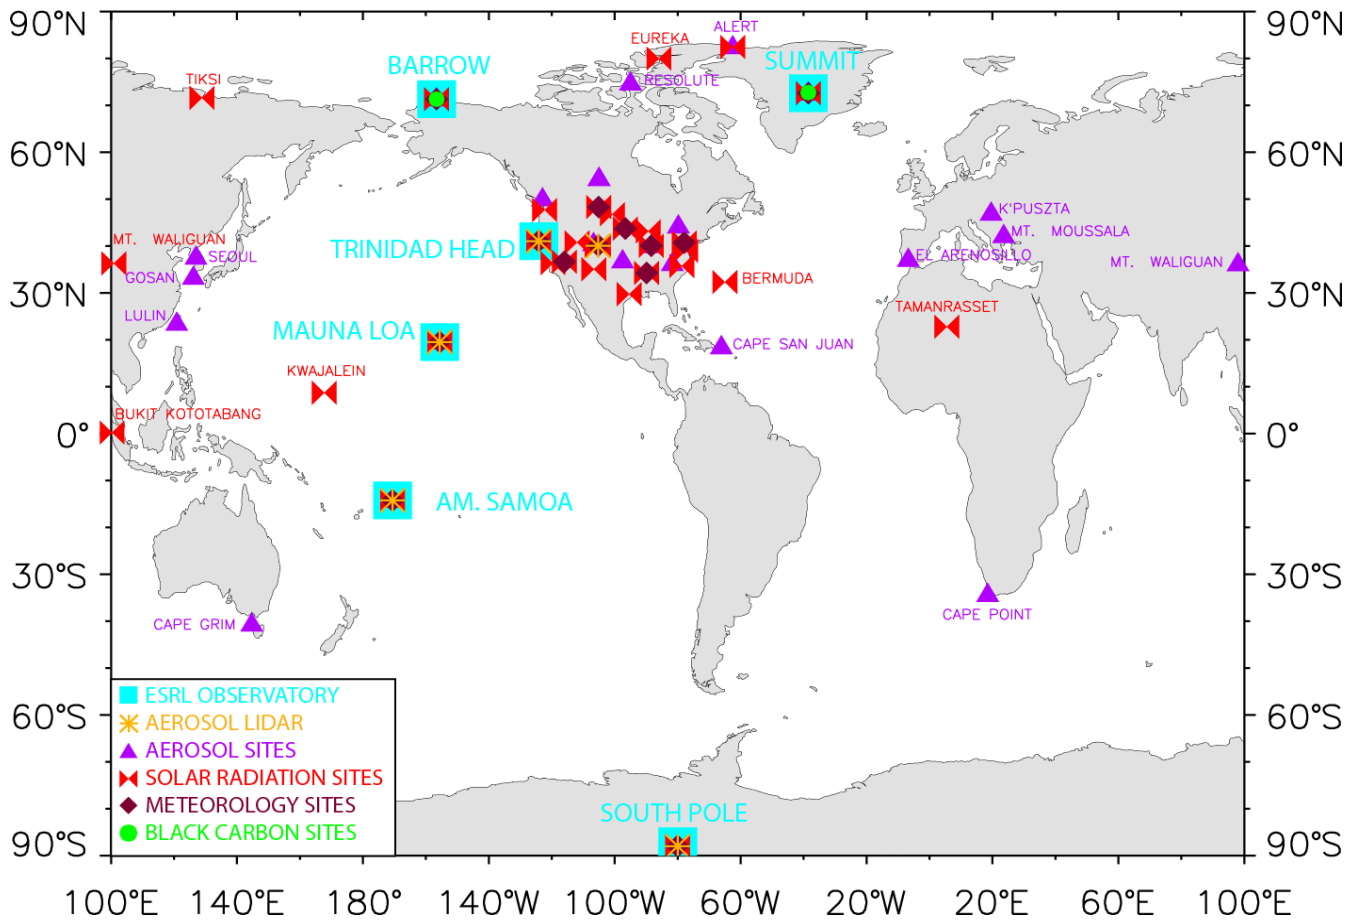 90°N
90°N
ALERT
EUREKA
SUMMIT
BARROW
TIKSI
RESOLUTE
60°N
60°N
K'PUSZTA
MT. WALIGUAN
TRINIDAD HEAD
MT. MOUSSALA
SEOUL
EL ARENOSILLO
MT. WALIGUAN
GOSAN
BERMUDA
30°N
30°N
LULIN
TAMANRASSET
MAUNA LOA
CAPE SAN JUAN
KWAJALEIN
BUKIT KOTOTABANG
0°
0°
AM. SAMOA
30°S
30°S
CAPE POINT
CAPE GRIM
ESRL OBSERVATORY
AEROSOL LIDAR
AEROSOL SITES
SOLAR RADIATION SITES
METEOROLOGY SITES
BLACK CARBON SITES
60°S
60°S
SOUTH POLE
90°S
90°S
100°E 140°E 180° 140°W 100°W 60°W 20°W 20°E 60°E 100°E